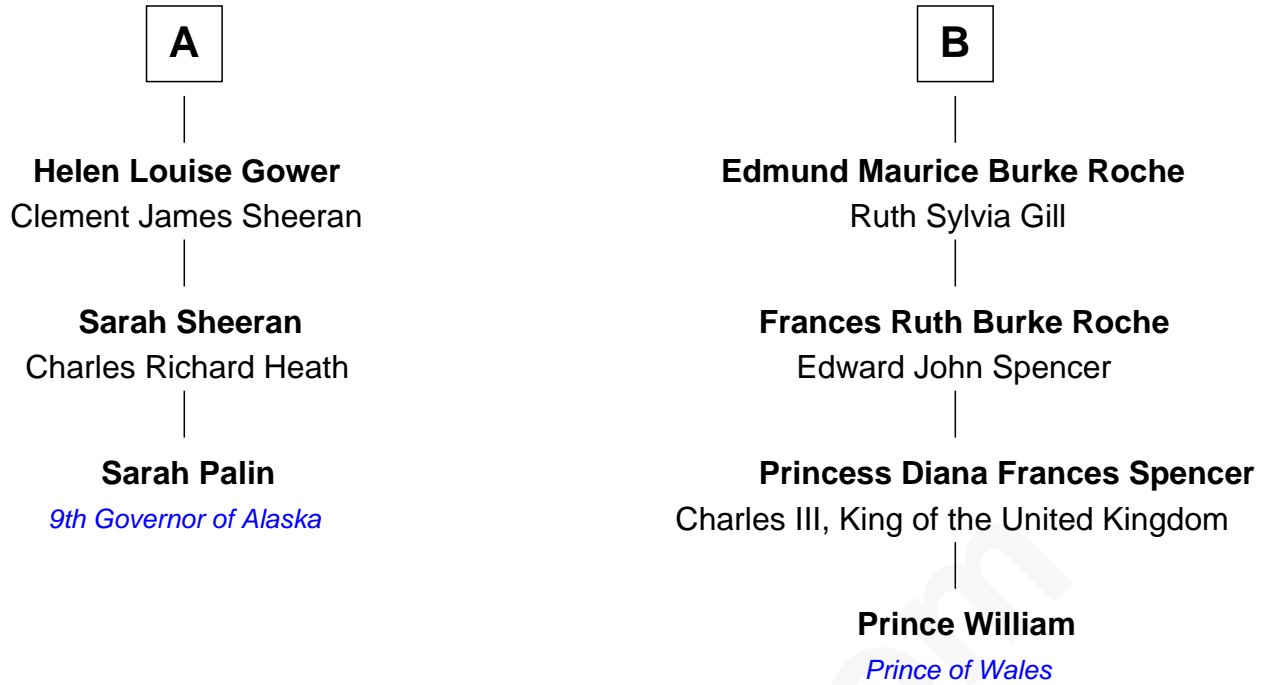 A
Helen Louise Gower
Clement James Sheeran
Sarah Sheeran
Charles Richard Heath
Sarah Palin
9th Governor of Alaska
B
Edmund Maurice Burke Roche
Ruth Sylvia Gill
Frances Ruth Burke Roche
Edward John Spencer
Princess Diana Frances Spencer
Charles III, King of the United Kingdom
Prince William
Prince of Wales